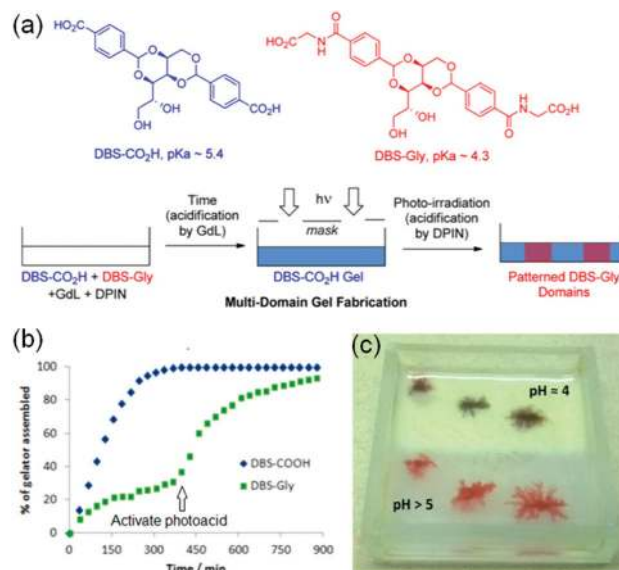 (a)
HO₂C
CO₂H
OH
HO
DBS-CO₂H, pKa ~ 5.4
HO₂C
N
H
O
O O
O O
OH
HO
O
H
N
CO₂H
DBS-Gly, pKa ~ 4.3
Time
(acidification
by GdL)
hν
mask
Photo-irradiation
(acidification
by DPIN)
DBS-CO₂H + DBS-Gly
+GdL + DPIN
DBS-CO₂H Gel
Multi-Domain Gel Fabrication
Patterned DBS-Gly
Domains
(b)
% of gelator assembled
100
80
60
40
20
0
DBS-COOH
DBS-Gly
Activate photoacid
0 150 300 450 600 750 900
Time / min
(c)
pH = 4
pH > 5